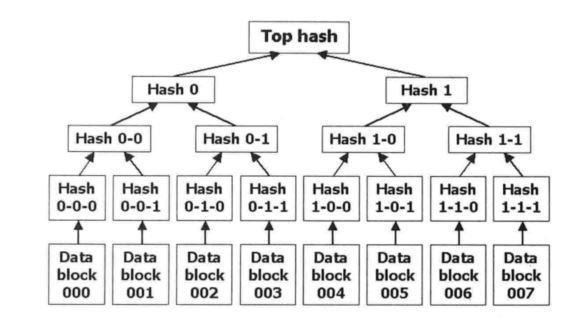 Top hash
Hash 0
Hash 1
Hash 0-0
Hash 0-1
Hash 1-0
Hash 1-1
Hash
0-0-0
Hash
0-0-1
Hash
0-1-0
Hash
0-1-1
Hash
1-0-0
Hash
1-0-1
Hash
1-1-0
Hash
1-1-1
Data
block
000
Data
block
001
Data
block
002
Data
block
003
Data
block
004
Data
block
005
Data
block
006
Data
block
007